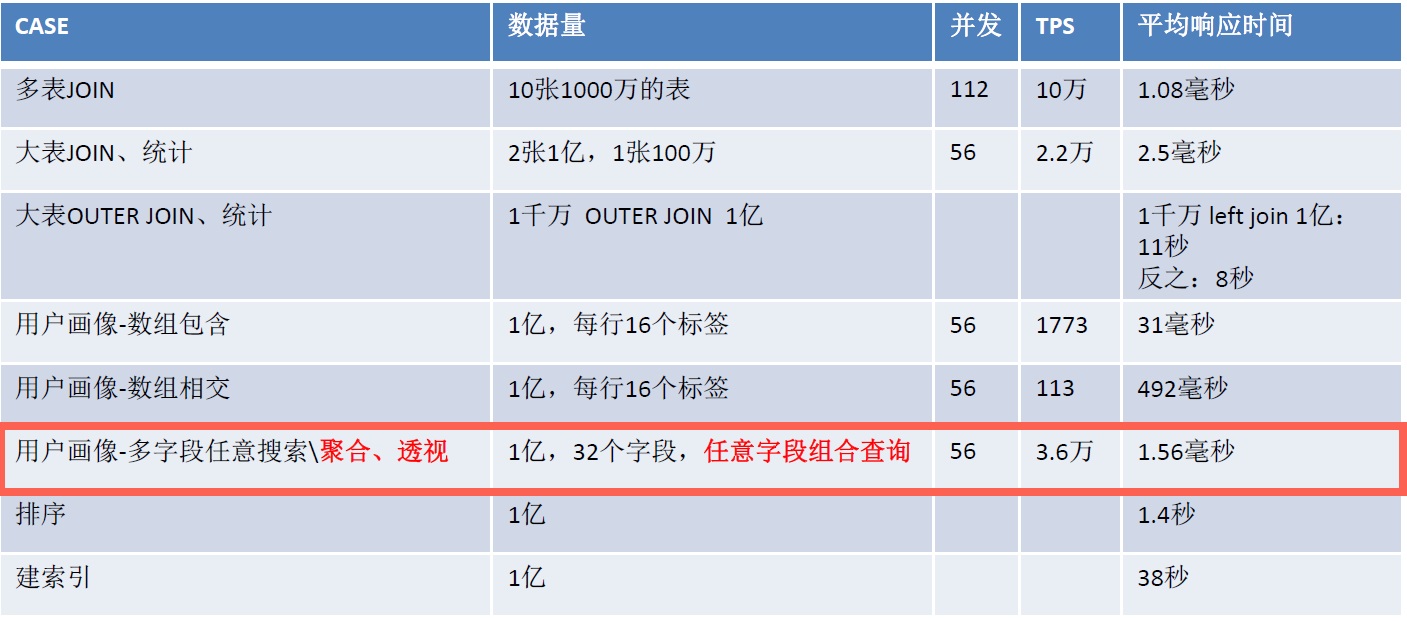 CASE 数据量 并发 TPS 平均响应时间
多表JOIN 10张1000万的表 112 10万 1.08毫秒
大表JOIN、统计 2张1亿，1张100万 56 2.2万 2.5毫秒
大表OUTER JOIN、统计 1千万 OUTER JOIN 1亿 1千万 left join 1亿：
11秒
反之：8秒
用户画像-数组包含 1亿，每行16个标签 56 1773 31毫秒
用户画像-数组相交 1亿，每行16个标签 56 113 492毫秒
用户画像-多字段任意搜索\聚合、透视 1亿，32个字段，任意字段组合查询 56 3.6万 1.56毫秒
排序 1亿 1.4秒
建索引 1亿 38秒